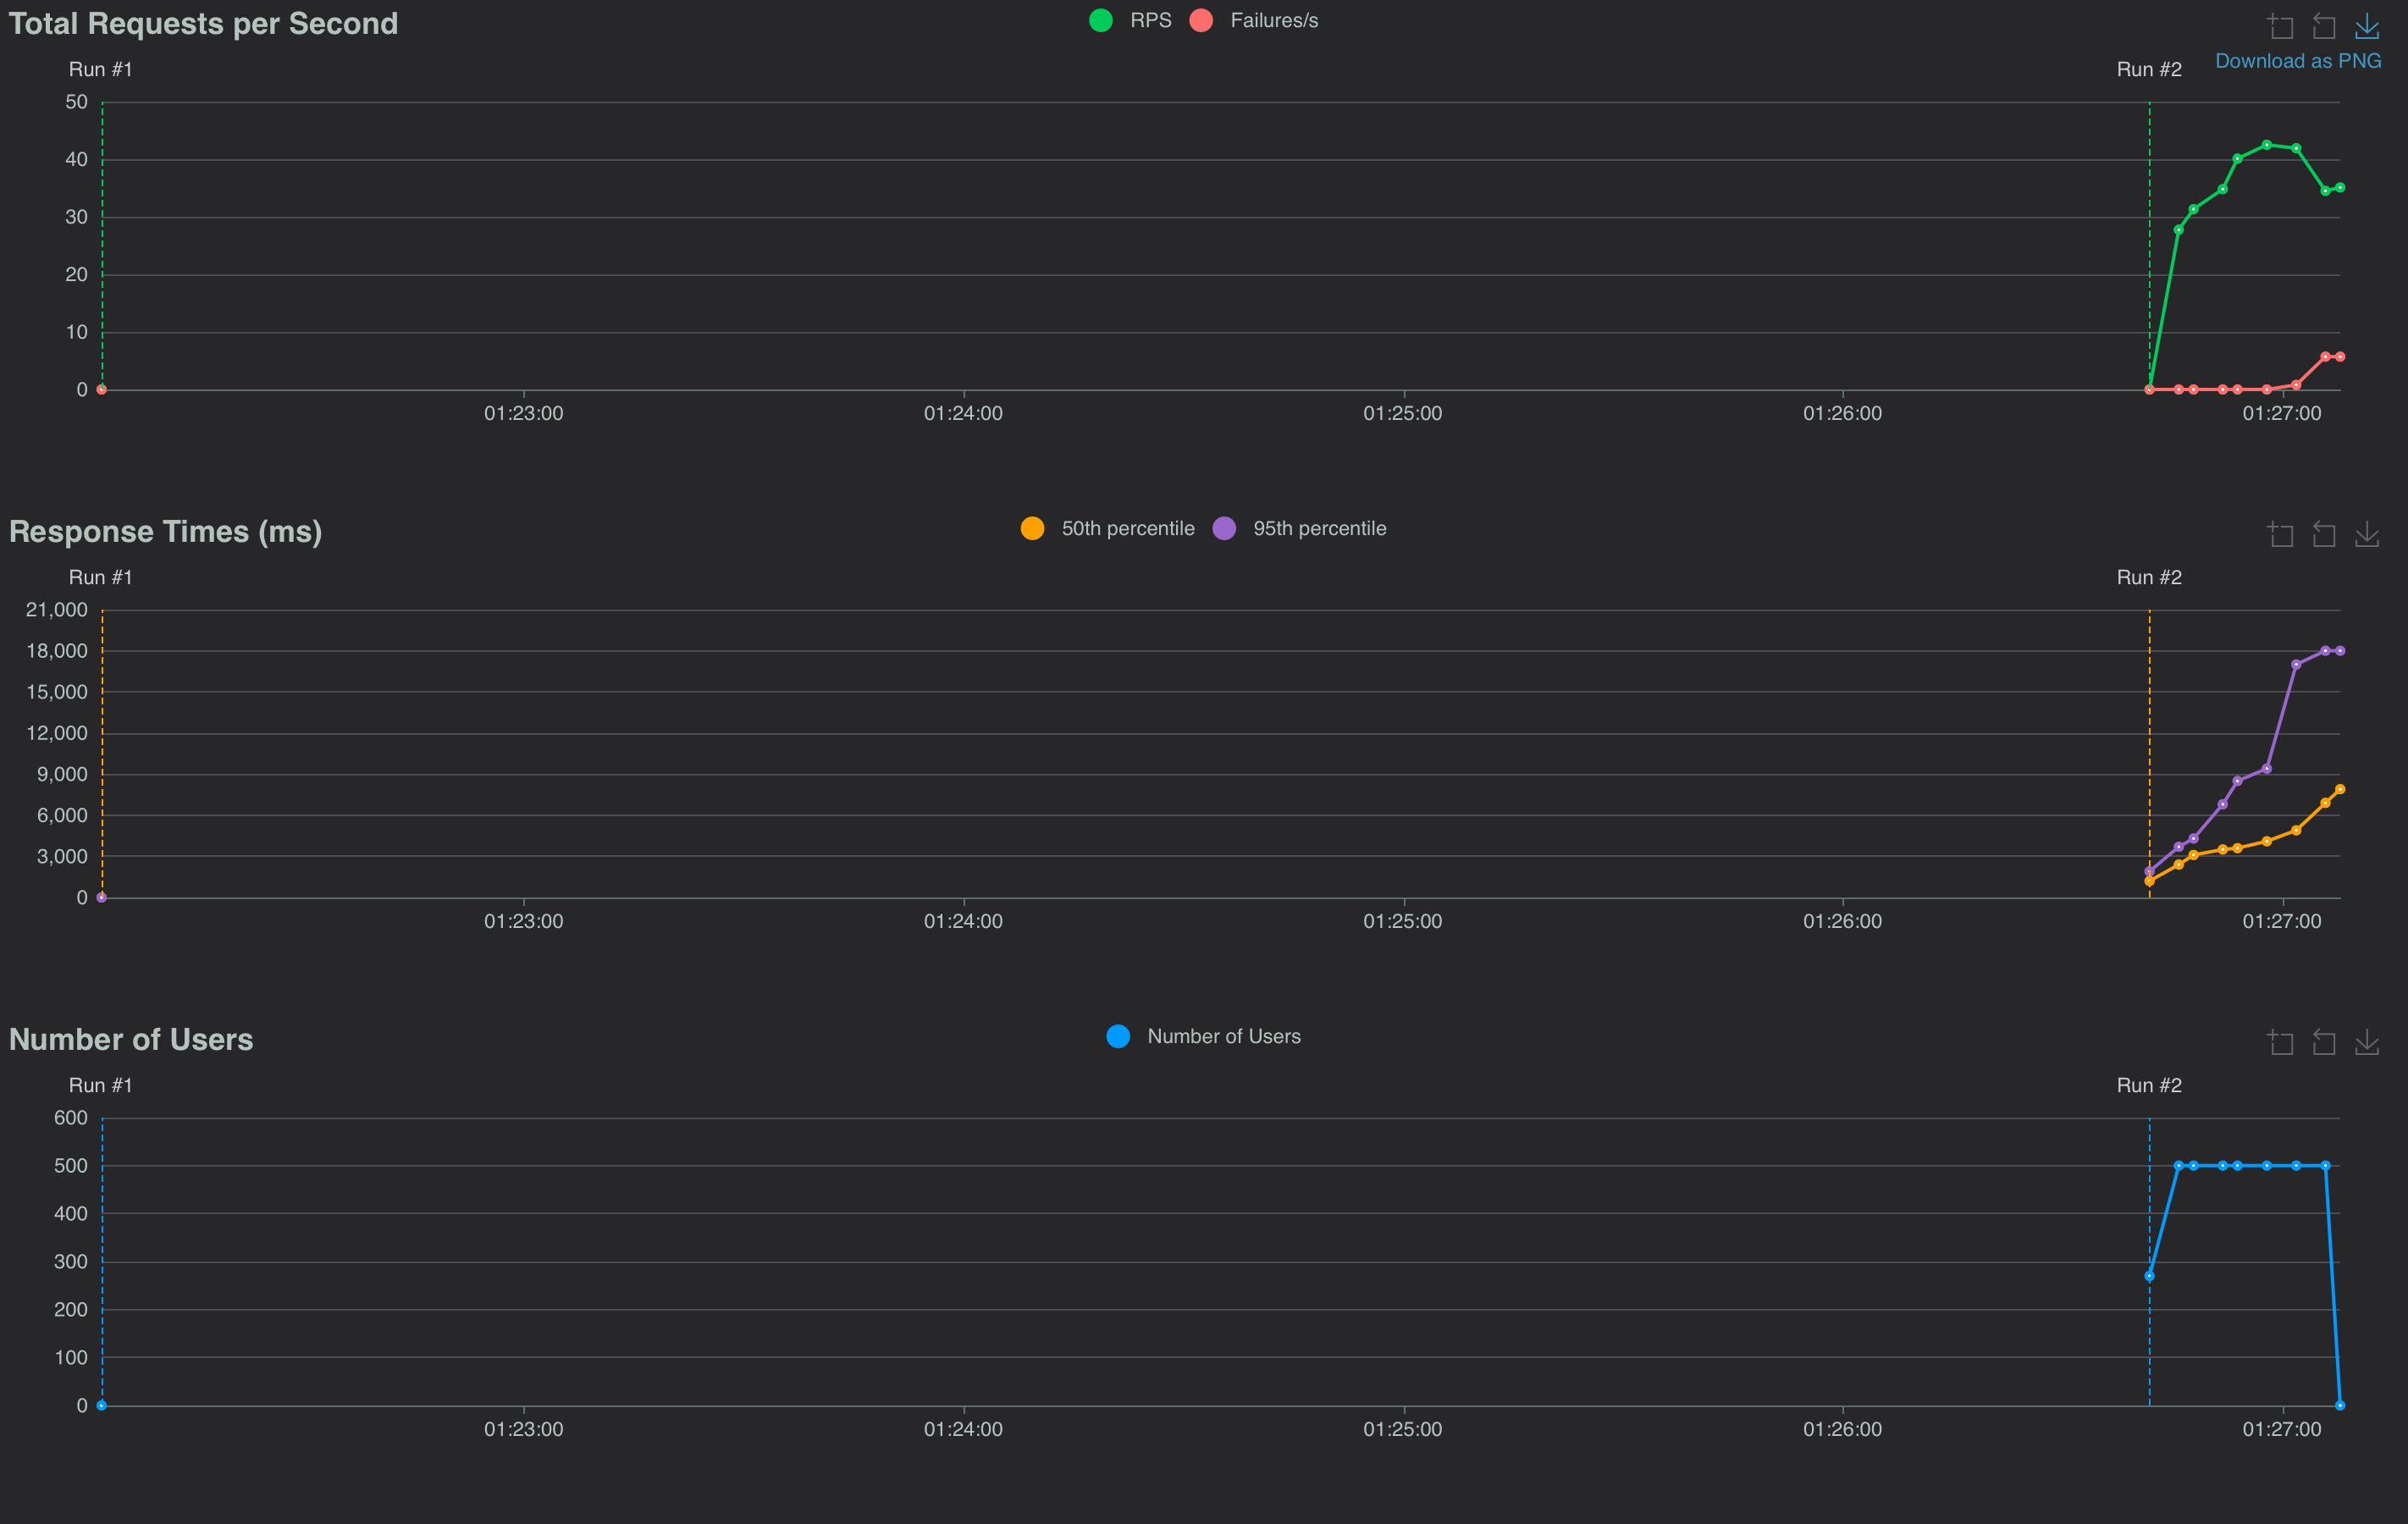 Total Requests per Second
RPS Failures/s
Download as PNG
Run #1 Run #2
50
40
30
20
10
0
01:23:00 01:24:00 01:25:00 01:26:00 01:27:00
Response Times (ms)
50th percentile 95th percentile
Run #1 Run #2
21,000
18,000
15,000
12,000
9,000
6,000
3,000
0
01:23:00 01:24:00 01:25:00 01:26:00 01:27:00
Number of Users
Number of Users
Run #1 Run #2
600
500
400
300
200
100
0
01:23:00 01:24:00 01:25:00 01:26:00 01:27:00